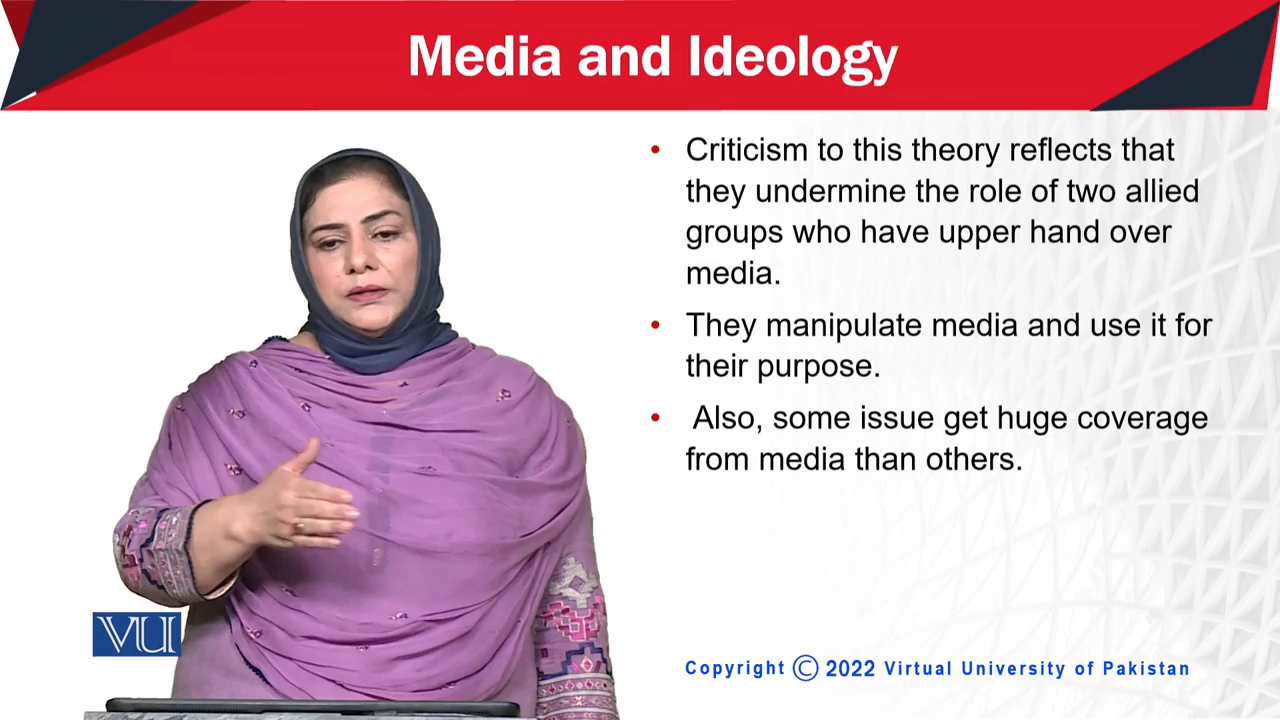 Media and Ideology
• Criticism to this theory reflects that
they undermine the role of two allied
groups who have upper hand over
media.
• They manipulate media and use it for
their purpose.
• Also, some issue get huge coverage
from media than others.
VU
Copyright © 2022 Virtual University of Pakistan